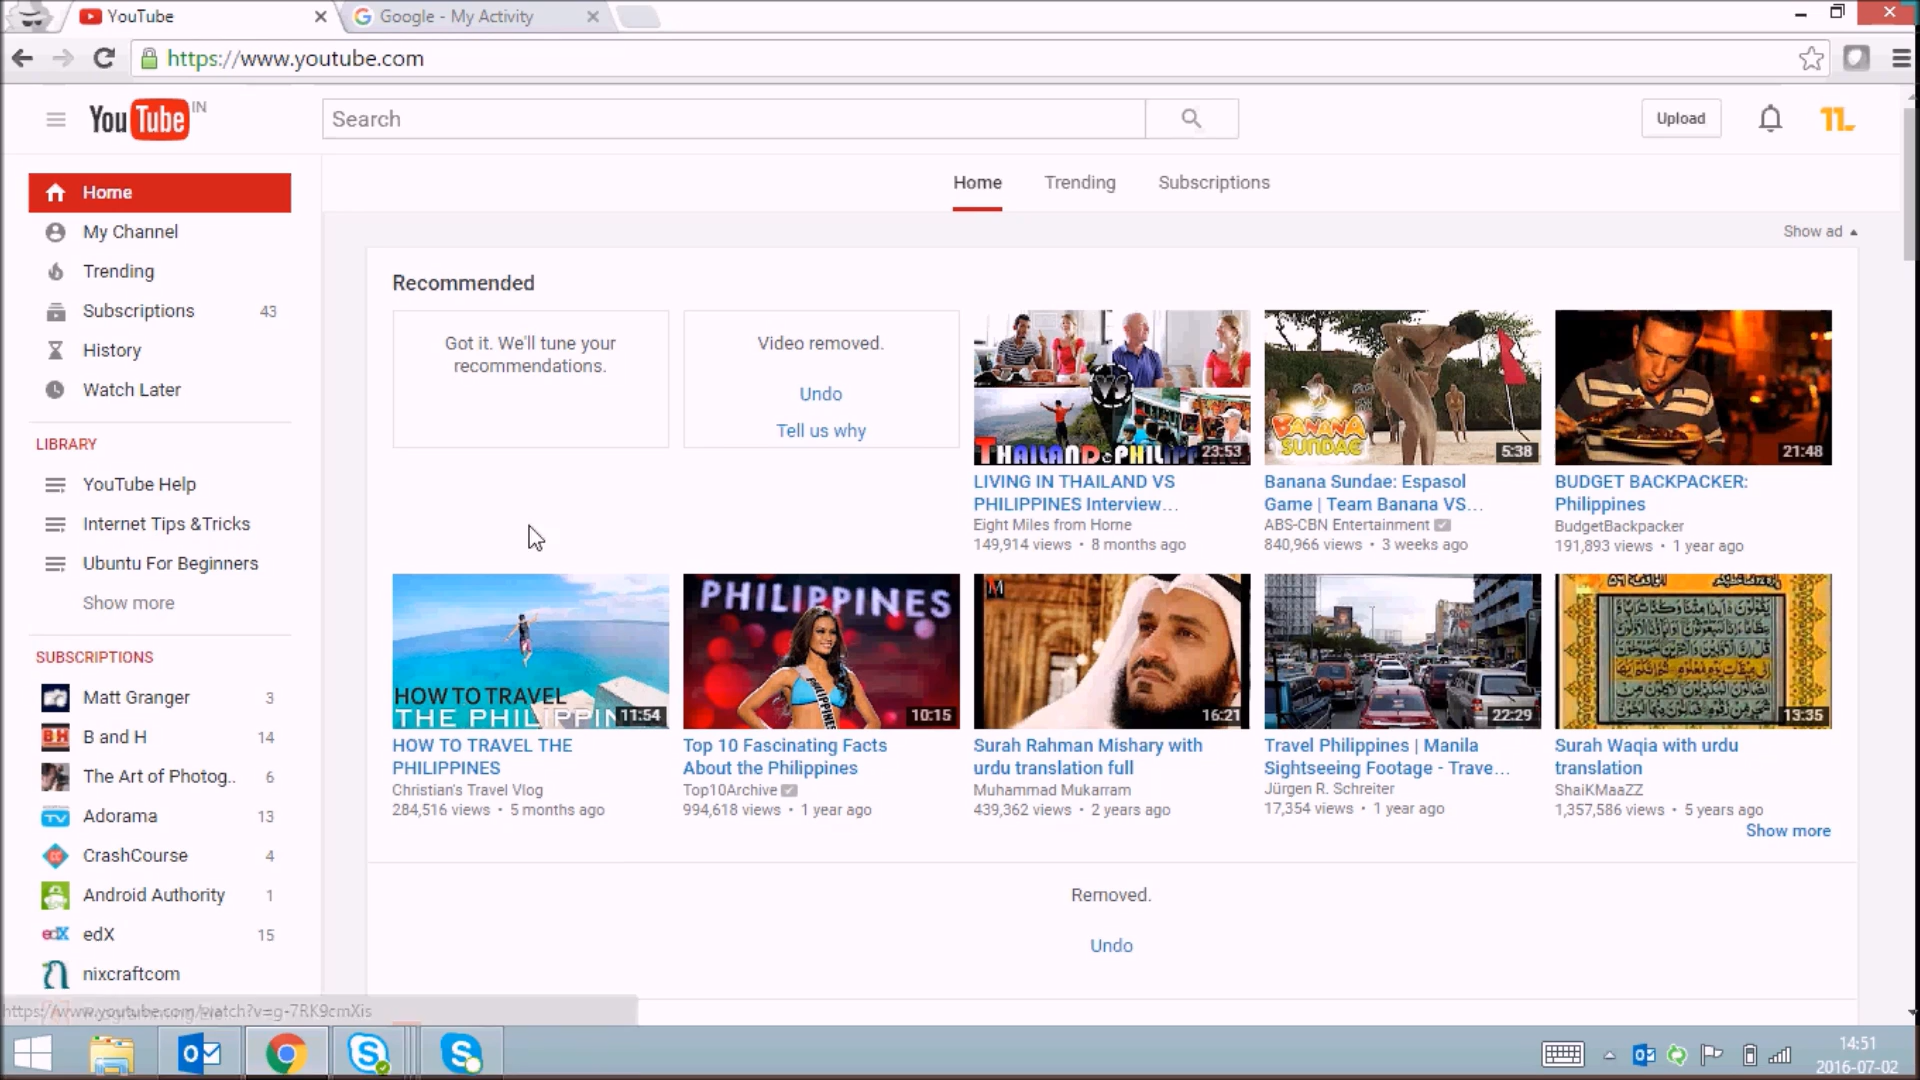 YouTube
Google - My Activity
https://www.youtube.com
YouTube IN
Search
Upload
Home
My Channel
Trending
Subscriptions 43
History
Watch Later
LIBRARY
YouTube Help
Internet Tips &Tricks
Ubuntu For Beginners
Show more
SUBSCRIPTIONS
Matt Granger 3
B and H 14
The Art of Photog.. 6
Adorama 13
CrashCourse 4
Android Authority 1
edX 15
nixcraftcom
https://www.youtube.com/watch?v=g-7RK9cmXis
Home Trending Subscriptions
Show ad
Recommended
Got it. We'll tune your
recommendations.
Video removed.
Undo
Tell us why
VS
THAILAND & PHILIPP
23:53
LIVING IN THAILAND VS
PHILIPPINES Interview...
Eight Miles from Home
149,914 views • 8 months ago
BANANA
SUNDAE
5:38
Banana Sundae: Espasol
Game | Team Banana VS...
ABS-CBN Entertainment
840,966 views • 3 weeks ago
21:48
BUDGET BACKPACKER:
Philippines
BudgetBackpacker
191,893 views • 1 year ago
HOW TO TRAVEL
THE PHILIPPIN
11:54
HOW TO TRAVEL THE
PHILIPPINES
Christian's Travel Vlog
284,516 views • 5 months ago
PHILIPPINES
PHILIPPINES
10:15
Top 10 Fascinating Facts
About the Philippines
Top10Archive
994,618 views • 1 year ago
M
16:21
Surah Rahman Mishary with
urdu translation full
Muhammad Mukarram
439,362 views • 2 years ago
22:29
Travel Philippines | Manila
Sightseeing Footage - Trave...
Jürgen R. Schreiter
17,354 views • 1 year ago
13:35
Surah Waqia with urdu
translation
ShaiKMaaZZ
1,357,586 views • 5 years ago
Show more
Removed.
Undo
14:51
2016-07-02